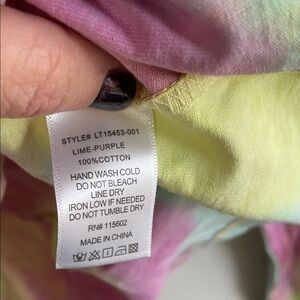 STYLE# LT15453-001
LIME-PURPLE
100%COTTON
HAND WASH COLD
DO NOT BLEACH
LINE DRY
IRON LOW IF NEEDED
DO NOT TUMBLE DRY
RN# 115602
MADE IN CHINA